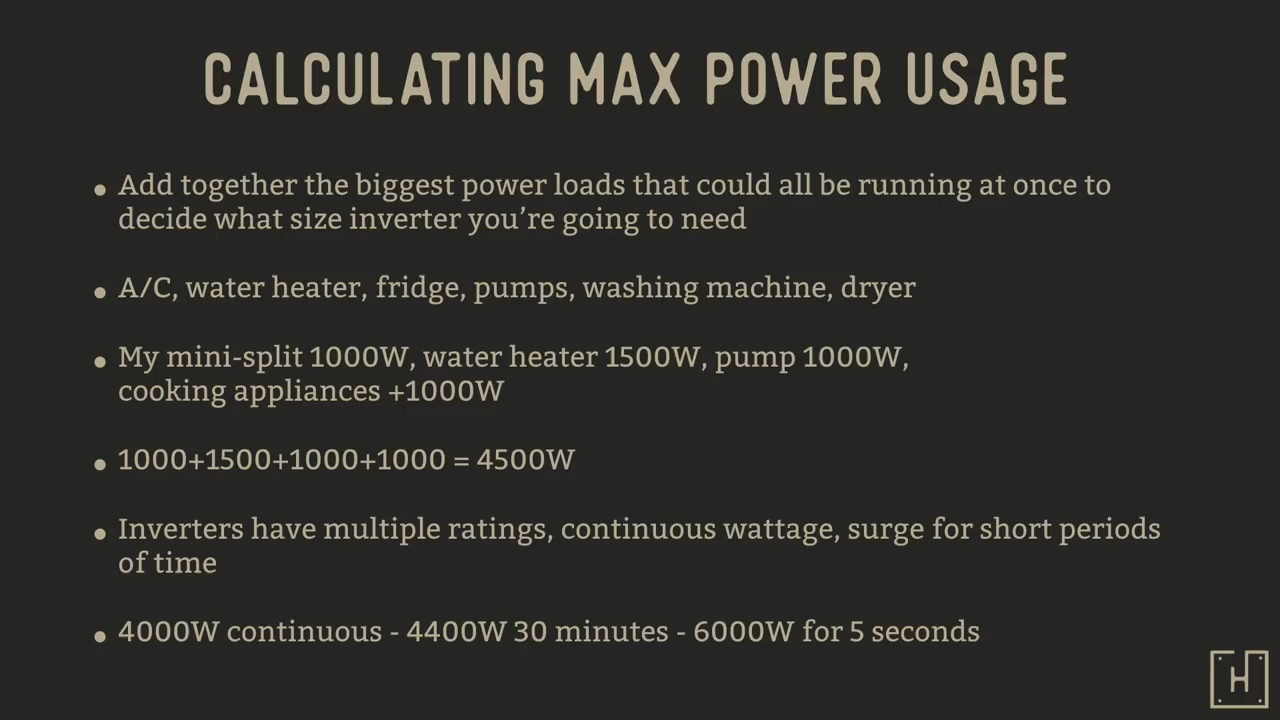 CALCULATING MAX POWER USAGE
• Add together the biggest power loads that could all be running at once to
decide what size inverter you’re going to need
• A/C, water heater, fridge, pumps, washing machine, dryer
• My mini-split 1000W, water heater 1500W, pump 1000W,
cooking appliances +1000W
• 1000+1500+1000+1000 = 4500W
• Inverters have multiple ratings, continuous wattage, surge for short periods
of time
• 4000W continuous - 4400W 30 minutes - 6000W for 5 seconds
H